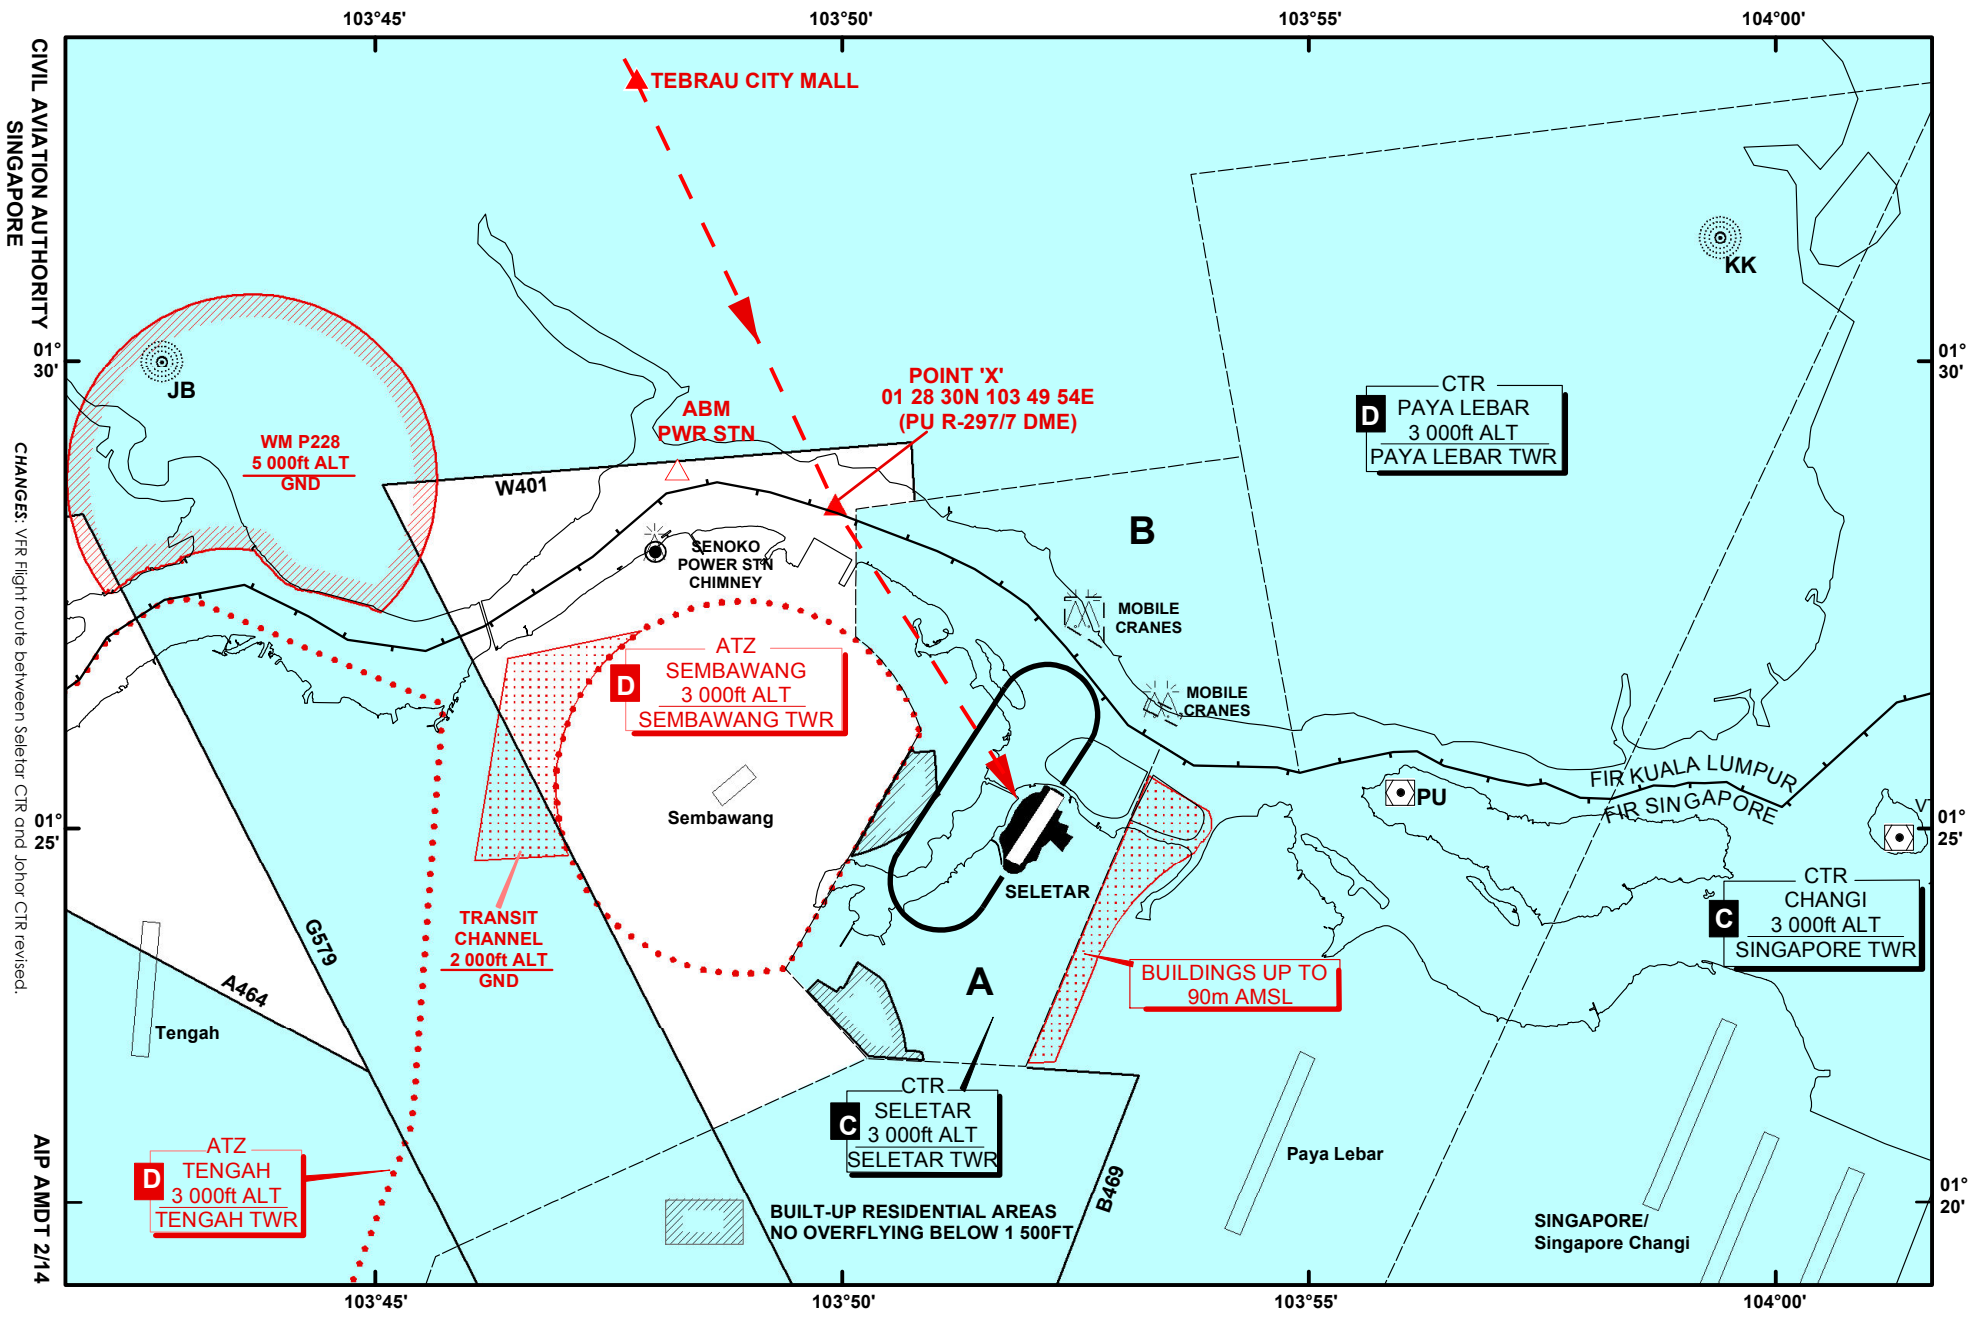 103°45'
103°50'
103°55'
104°00'
CIVIL AVIATION AUTHORITY
SINGAPORE
TEBRAU CITY MALL
KK
01°
30'
JB
01°
30'
POINT 'X'
01 28 30N 103 49 54E
(PU R-297/7 DME)
CTR
D
PAYA LEBAR
3 000ft ALT
PAYA LEBAR TWR
ABM
PWR STN
WM P228
5 000ft ALT
GND
W401
CHANGES: VFR Flight route between Seletar CTR and Johor CTR revised.
B
SENOKO
POWER STN
CHIMNEY
MOBILE
CRANES
ATZ
D
SEMBAWANG
3 000ft ALT
SEMBAWANG TWR
MOBILE
CRANES
FIR KUALA LUMPUR
FIR SINGAPORE
PU
Sembawang
01°
25'
01°
25'
SELETAR
CTR
C
CHANGI
3 000ft ALT
SINGAPORE TWR
TRANSIT
CHANNEL
2 000ft ALT
GND
G579
A464
A
BUILDINGS UP TO
90m AMSL
Tengah
CTR
C
SELETAR
3 000ft ALT
SELETAR TWR
Paya Lebar
B469
ATZ
D
TENGAH
3 000ft ALT
TENGAH TWR
BUILT-UP RESIDENTIAL AREAS
NO OVERFLYING BELOW 1 500FT
SINGAPORE/
Singapore Changi
01°
20'
AIP AMDT 2/14
103°45'
103°50'
103°55'
104°00'